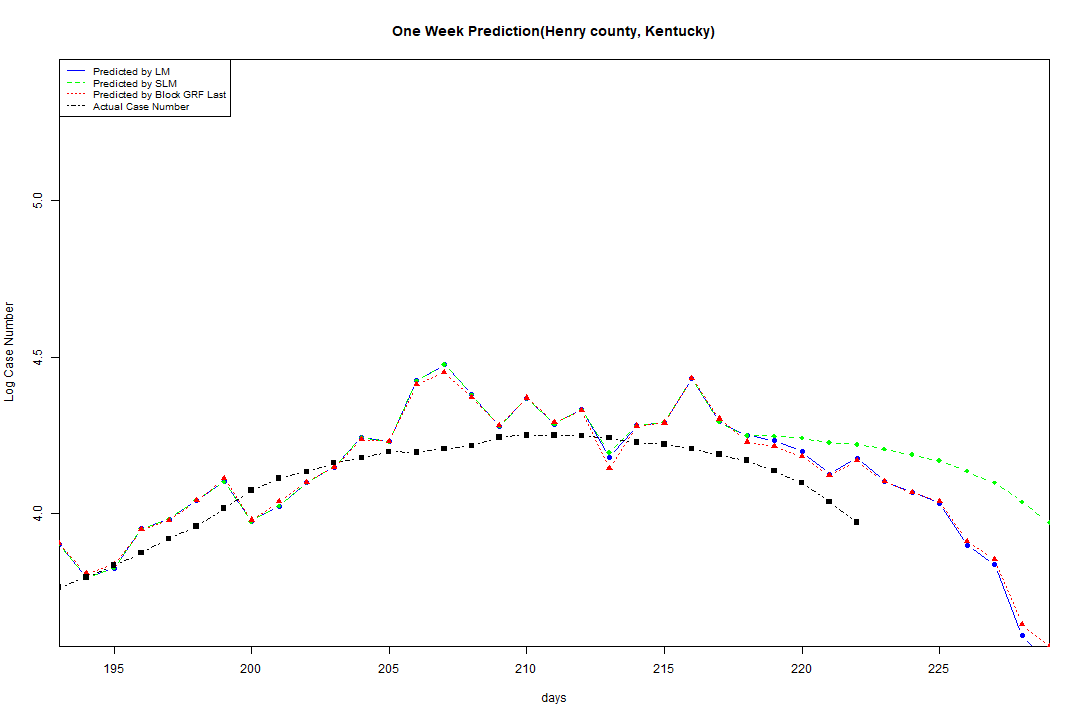 One Week Prediction(Henry county, Kentucky)
Predicted by LM
Predicted by SLM
Predicted by Block GRF Last
Actual Case Number
5.0
4.5
4.0
Log Case Number
195 200 205 210 215 220 225
days